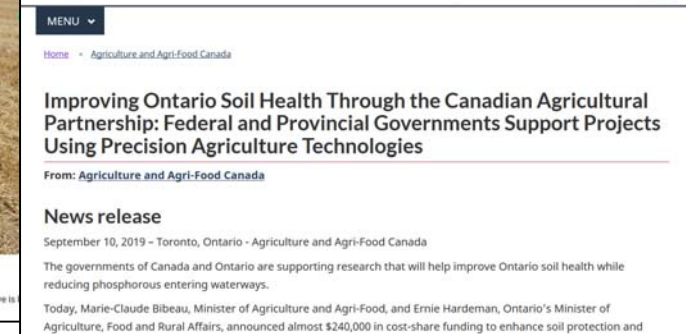 MENU
Home
Agriculture and Agri-Food Canada
Improving Ontario Soil Health Through the Canadian Agricultural
Partnership: Federal and Provincial Governments Support Projects
Using Precision Agriculture Technologies
From: Agriculture and Agri-Food Canada
News release
September 10, 2019 – Toronto, Ontario - Agriculture and Agri-Food Canada
The governments of Canada and Ontario are supporting research that will help improve Ontario soil health while
reducing phosphorous entering waterways.
Today, Marie-Claude Bibeau, Minister of Agriculture and Agri-Food, and Ernie Hardeman, Ontario's Minister of
Agriculture, Food and Rural Affairs, announced almost $240,000 in cost-share funding to enhance soil protection and